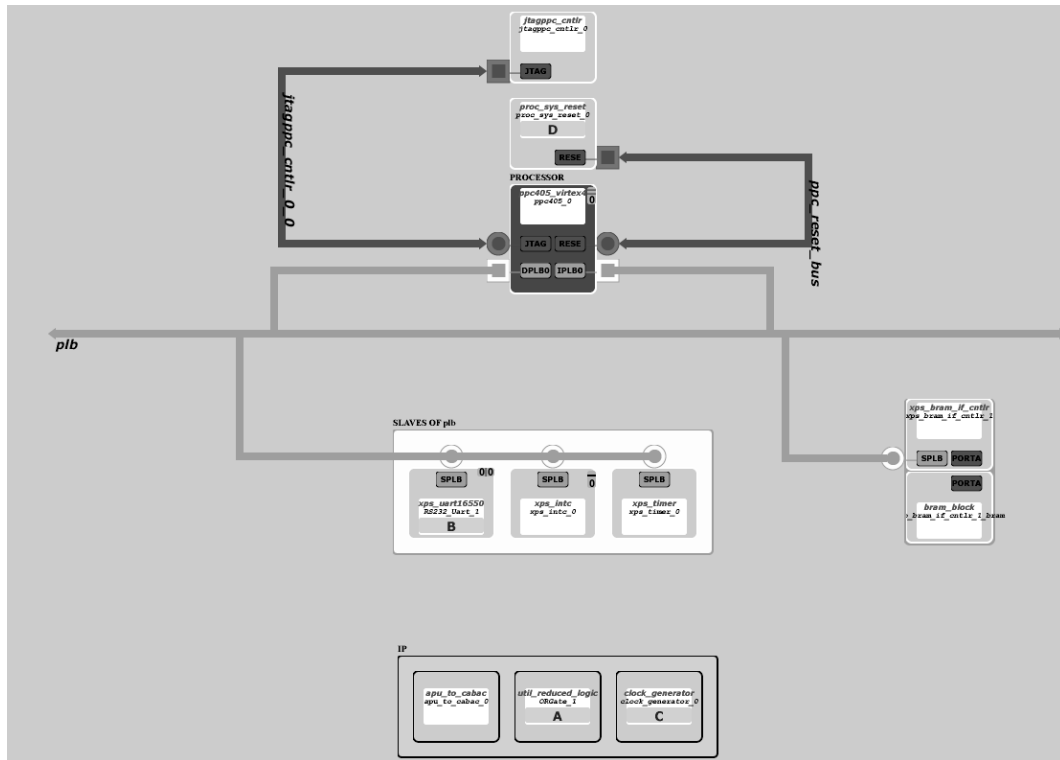 jtagppc_cntlr
jtagppc_cntlr_0
JTAG
proc_sys_reset
proc_sys_reset_0
D
RESE
PROCESSOR
ppc405_virtex4
ppc405_0
0
JTAG RESE
DPLB0 IPLB0
jtagppc_cntlr_0_0
ppc_reset_bus
plb
xps_bram_if_cntlr
xps_bram_if_cntlr_1
SPLB PORTA
PORTA
bram_block
_bram_if_cntlr_1_bram
SLAVES OF plb
SPLB 0 0 SPLB 0 SPLB
xps_uart16550 xps_intc xps_timer
RS232_Uart_1 xps_intc_0 xps_timer_0
B
IP
apu_to_cabac util_reduced_logic clock_generator
apu_to_cabac_0 ORGate_1 clock_generator_0
A C